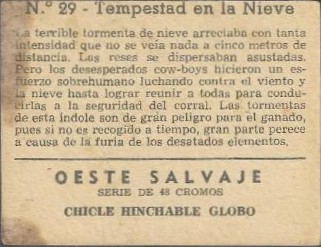 N.º 29 - Tempestad en la Nieve
La terrible tormenta de nieve arreciaba con tanta
intensidad que no se veía nada a cinco metros de
distancia. Las reses se dispersaban asustadas.
Pero los desesperados cow-boys hicieron un es-
fuerzo sobrehumano luchando contra el viento y
la nieve hasta lograr reunir a todas para condu-
cirlas a la seguridad del corral. Las tormentas
de esta índole son de gran peligro para el ganado,
pues si no es recogido a tiempo, gran parte perece
a causa de la furia de los desatados elementos.
OESTE SALVAJE
SERIE DE 48 CROMOS
CHICLE HINCHABLE GLOBO